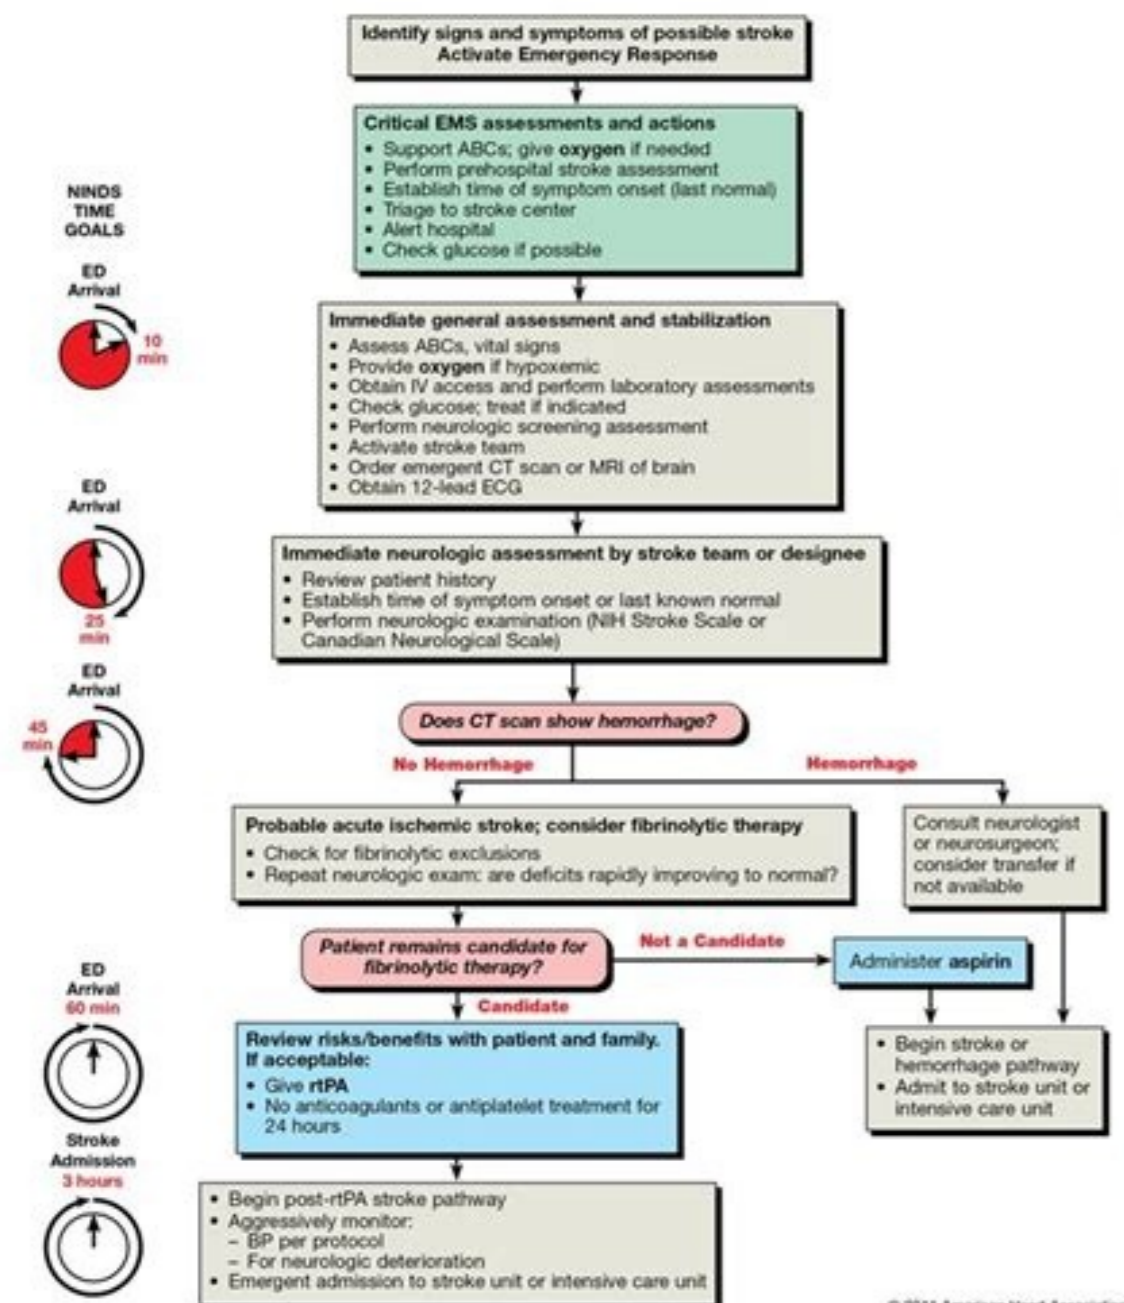 Identify signs and symptoms of possible stroke
Activate Emergency Response
Critical EMS assessments and actions
• Support ABCs; give oxygen if needed
• Perform prehospital stroke assessment
• Establish time of symptom onset (last normal)
• Triage to stroke center
• Alert hospital
• Check glucose if possible
NINDS
TIME
GOALS
ED
Arrival
10
min
Immediate general assessment and stabilization
• Assess ABCs, vital signs
• Provide oxygen if hypoxemic
• Obtain IV access and perform laboratory assessments
• Check glucose; treat if indicated
• Perform neurologic screening assessment
• Activate stroke team
• Order emergent CT scan or MRI of brain
• Obtain 12-lead ECG
ED
Arrival
25
min
Immediate neurologic assessment by stroke team or designee
• Review patient history
• Establish time of symptom onset or last known normal
• Perform neurologic examination (NIH Stroke Scale or
Canadian Neurological Scale)
ED
Arrival
45
min
Does CT scan show hemorrhage?
No Hemorrhage
Hemorrhage
Probable acute ischemic stroke; consider fibrinolytic therapy
• Check for fibrinolytic exclusions
• Repeat neurologic exam: are deficits rapidly improving to normal?
Consult neurologist
or neurosurgeon;
consider transfer if
not available
Patient remains candidate for
fibrinolytic therapy?
Not a Candidate
Administer aspirin
Candidate
ED
Arrival
60 min
Review risks/benefits with patient and family.
If acceptable:
• Give rtPA
• No anticoagulants or antiplatelet treatment for
24 hours
• Begin stroke or
hemorrhage pathway
• Admit to stroke unit or
intensive care unit
Stroke
Admission
3 hours
• Begin post-rtPA stroke pathway
• Aggressively monitor:
– BP per protocol
– For neurologic deterioration
• Emergent admission to stroke unit or intensive care unit
American Heart Association